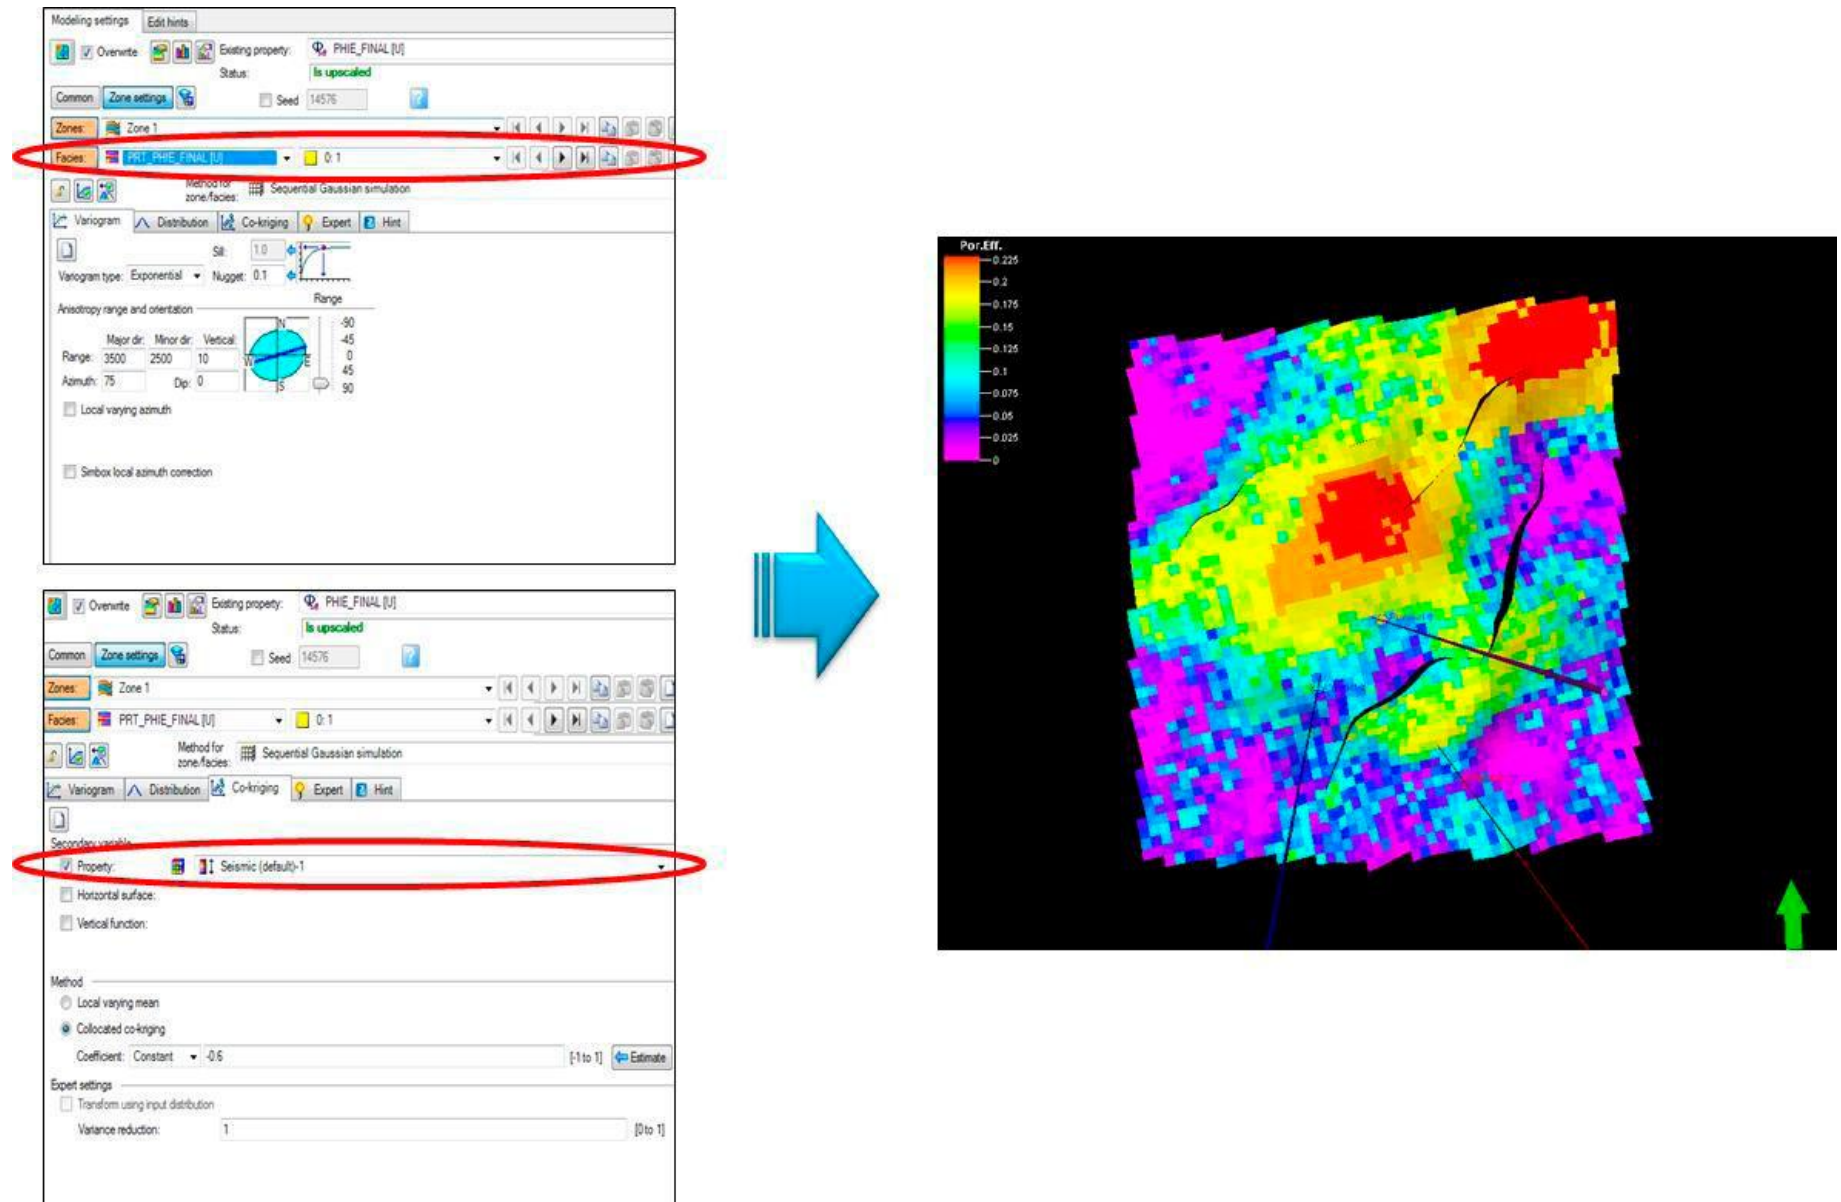 Modeling settings Edit hints
Overwrite Existing property: PHIE_FINAL [U]
Status: Is upscaled
Common Zone settings Seed 14576
Zones: Zone 1
Facies: PRT_PHIE_FINAL [U] 0: 1
Method for zone/facies: Sequential Gaussian simulation
Variogram Distribution Co-kriging Expert Hint
Sill: 1.0
Variogram type: Exponential Nugget: 0.1
Range
Anisotropy range and orientation
Major dir: Minor dir: Vertical:
Range: 3500 2500 10
Azimuth: 75 Dip: 0
N
W E
S
-90
-45
0
45
90
Local varying azimuth
Simbox local azimuth correction
Overwrite Existing property: PHIE_FINAL [U]
Status: Is upscaled
Common Zone settings Seed 14576
Zones: Zone 1
Facies: PRT_PHIE_FINAL [U] 0: 1
Method for zone/facies: Sequential Gaussian simulation
Variogram Distribution Co-kriging Expert Hint
Secondary variable
Property: Seismic (default)-1
Horizontal surface:
Vertical function:
Method
Local varying mean
Collocated co-kriging
Coefficient: Constant -0.6 [-1 to 1] Estimate
Expert settings
Transform using input distribution
Variance reduction: 1 [0 to 1]
Por.Eff.
0.225
0.2
0.175
0.15
0.125
0.1
0.075
0.05
0.025
0